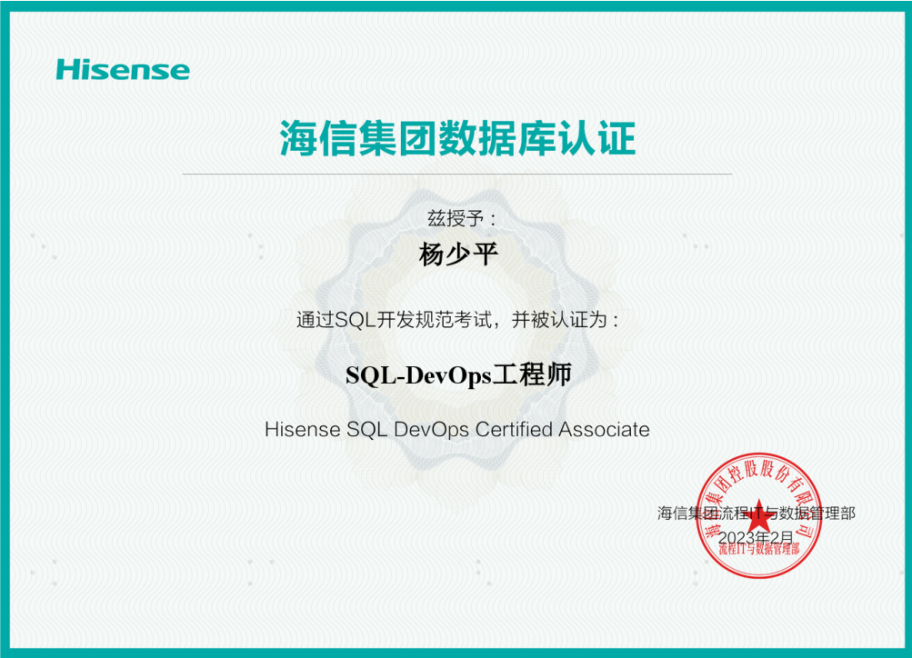 Hisense
海信集团数据库认证
兹授予：
杨少平
通过SQL开发规范考试，并被认证为：
SQL-DevOps工程师
Hisense SQL DevOps Certified Associate
海信集团控股股份有限公司
海信集团流程IT与数据管理部
2023年2月
流程IT与数据管理部